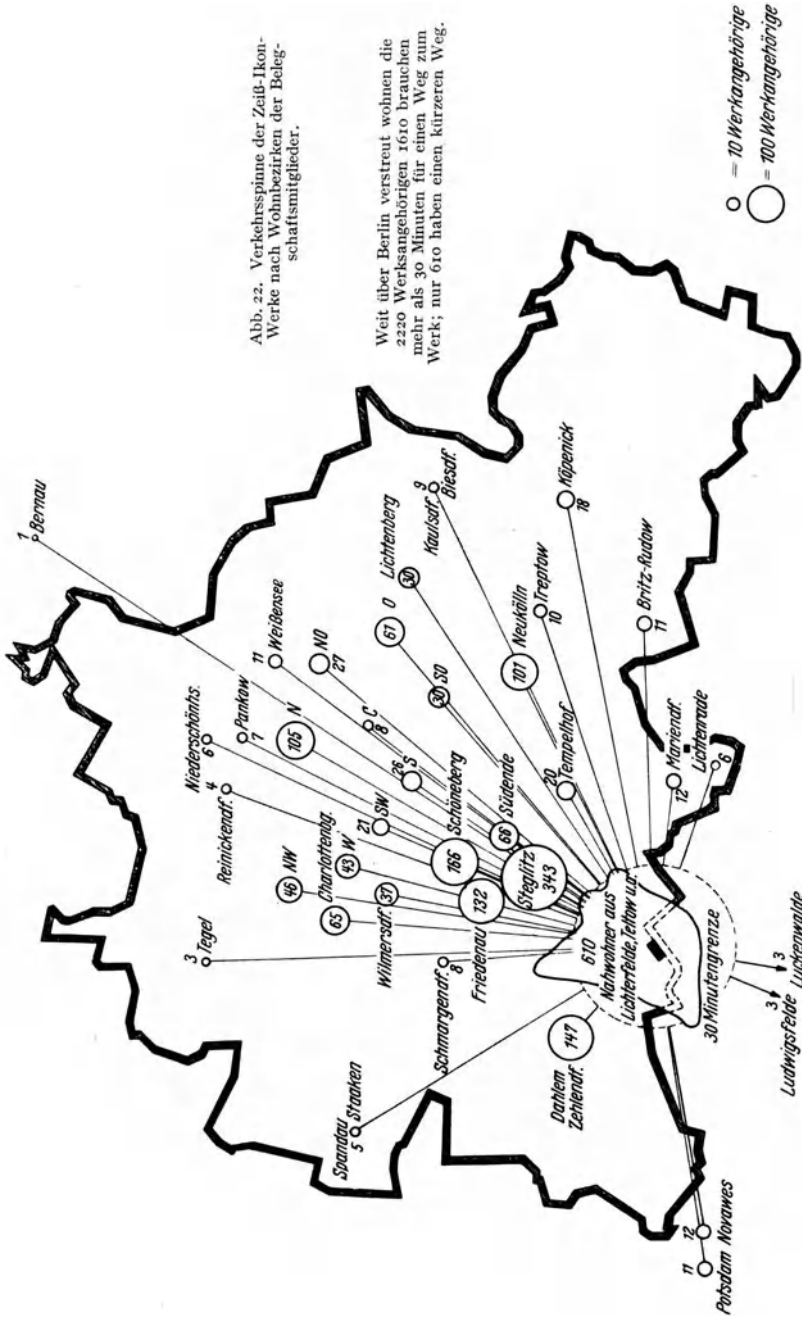 Abb. 22. Verkehrsspinne der Zeiß-Ikon-
Werke nach Wohnbezirken der Beleg-
schaftsmitglieder.
Weit über Berlin verstreut wohnen die
2220 Werksangehörigen 1610 brauchen
mehr als 30 Minuten für einen Weg zum
Werk; nur 610 haben einen kürzeren Weg.
1 Bernau
Niederschönhs.
6
Pankow
7
Reinickendf.
4
3 Tegel
11 Weißensee
N
105
NO
27
46 NW
Charlottenbg.
65
43 W
21
SW
C
8
26
S
O
67
30 SO
Lichtenberg
30
Kaulsdf.
9
Biesdf.
Spandau
5 Staaken
Wilmersdf.
37
Schöneberg
166
Schmargendf.
8
Friedenau
132
Südende
66
Steglitz
343
Neukölln
101
Treptow
10
Köpenick
18
Tempelhof
20
Dahlem
Zehlendf.
147
610
Nahwohner aus
Lichterfelde, Teltow u.a.
Britz-Rudow
11
Mariendf.
12
Lichtenrade
6
30 Minutengrenze
Potsdam Novawes
11
12
3
Ludwigsfelde
3
Luckenwalde
= 10 Werkangehörige
= 100 Werkangehörige